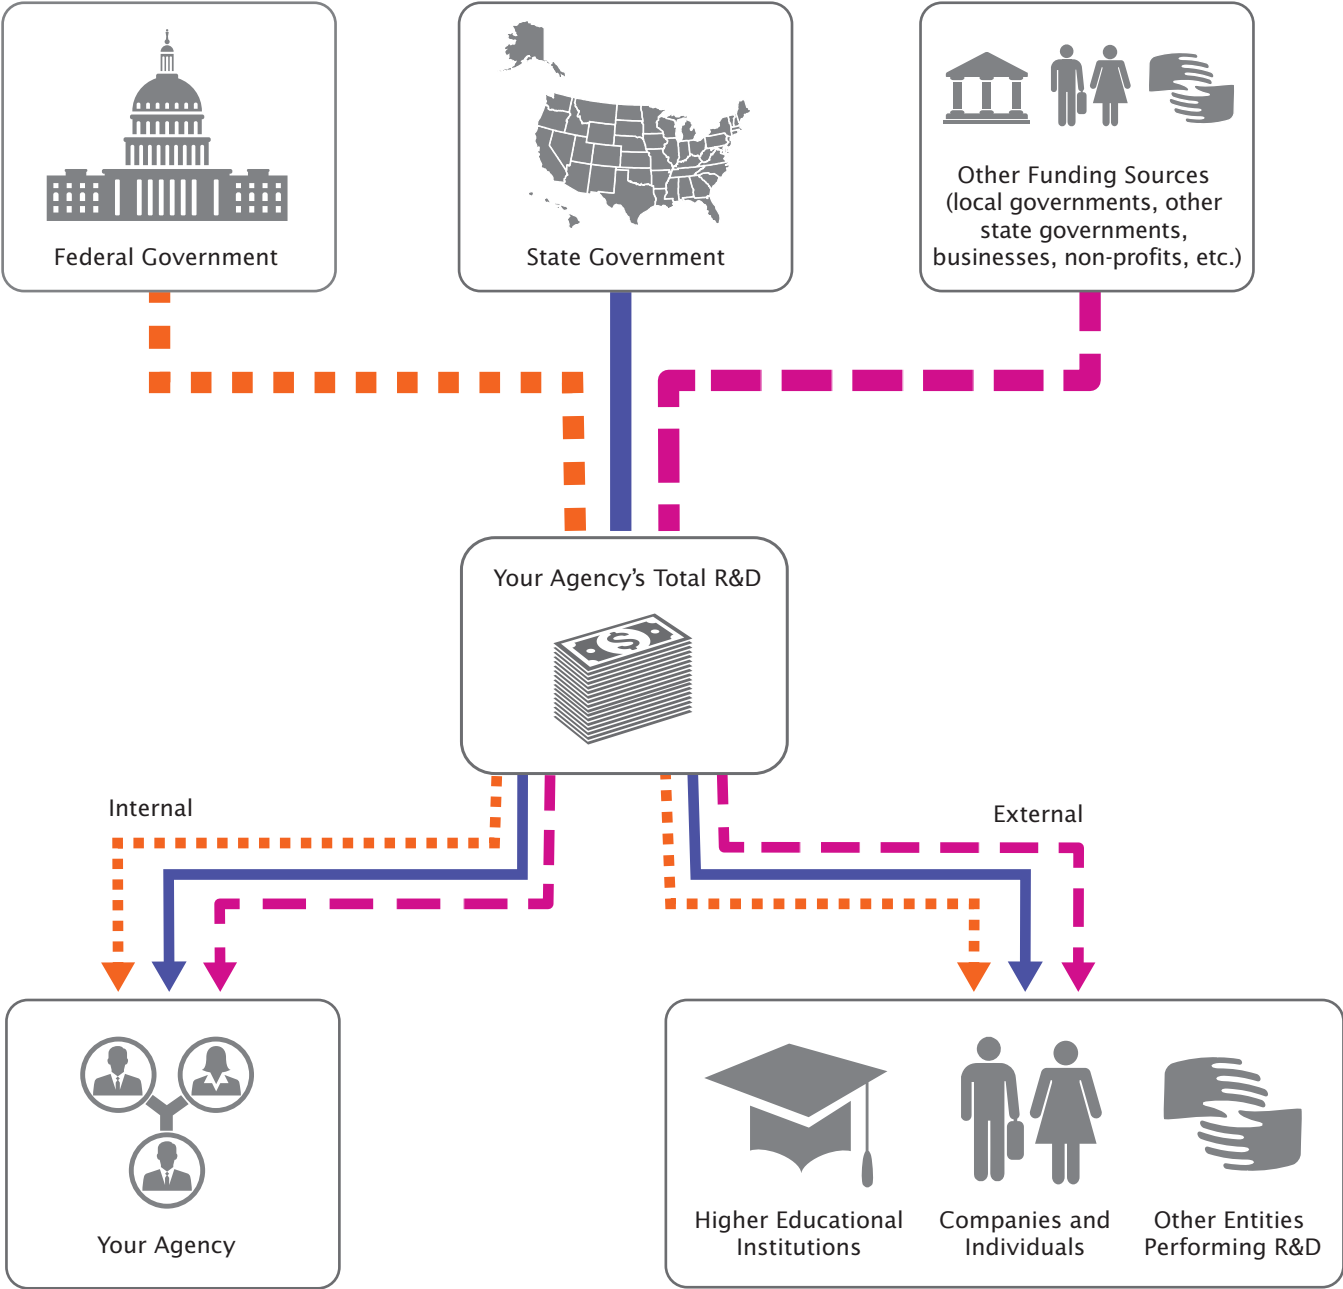 Federal Government
State Government
Other Funding Sources
(local governments, other
state governments,
businesses, non-profits, etc.)
Your Agency’s Total R&D
$
Internal
External
Your Agency
Higher Educational
Institutions
Companies and
Individuals
Other Entities
Performing R&D